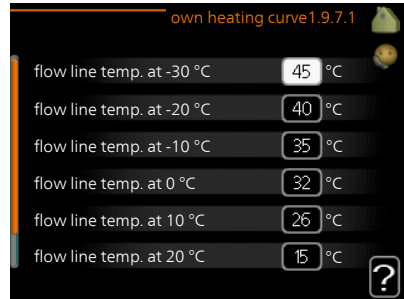 own heating curve1.9.7.1
flow line temp. at -30 °C 45 °C
flow line temp. at -20 °C 40 °C
flow line temp. at -10 °C 35 °C
flow line temp. at 0 °C 32 °C
flow line temp. at 10 °C 26 °C
flow line temp. at 20 °C 15 °C
?